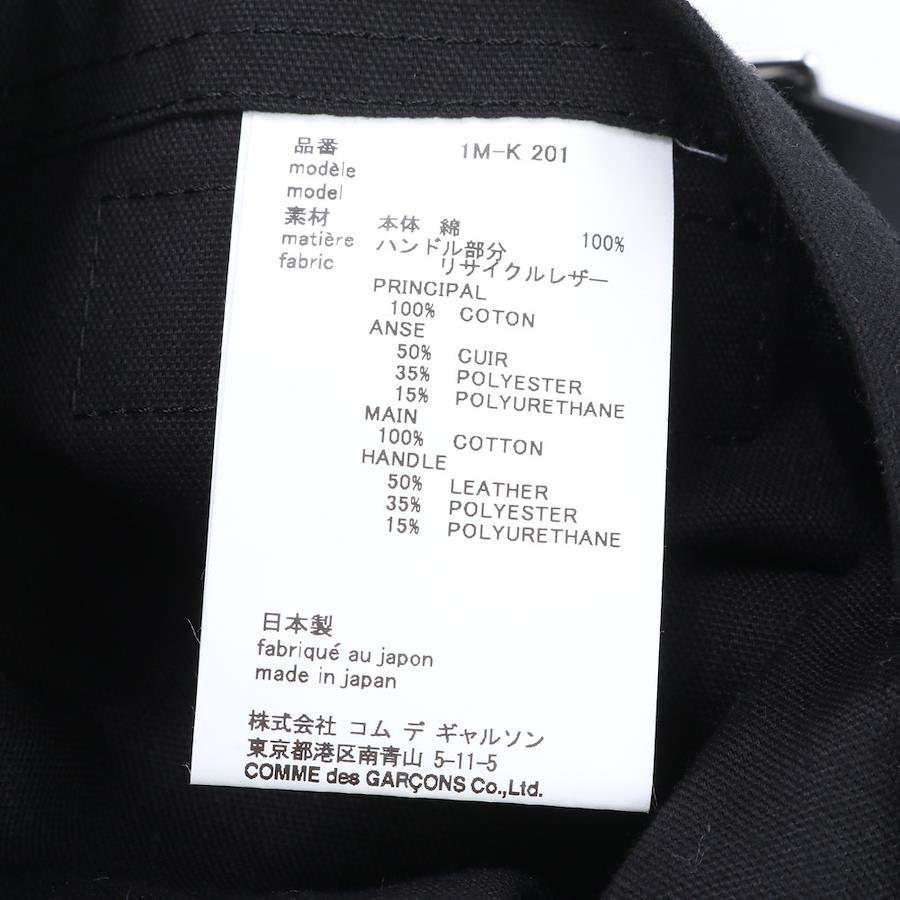 品番 1M-K 201
modèle
model
素材 本体 綿 100%
matière ハンドル部分
fabric リサイクルレザー
PRINCIPAL
100% COTON
ANSE
50% CUIR
35% POLYESTER
15% POLYURETHANE
MAIN
100% COTTON
HANDLE
50% LEATHER
35% POLYESTER
15% POLYURETHANE
日本製
fabriqué au japon
made in japan
株式会社 コム デ ギャルソン
東京都港区南青山 5-11-5
COMME des GARÇONS Co.,Ltd.